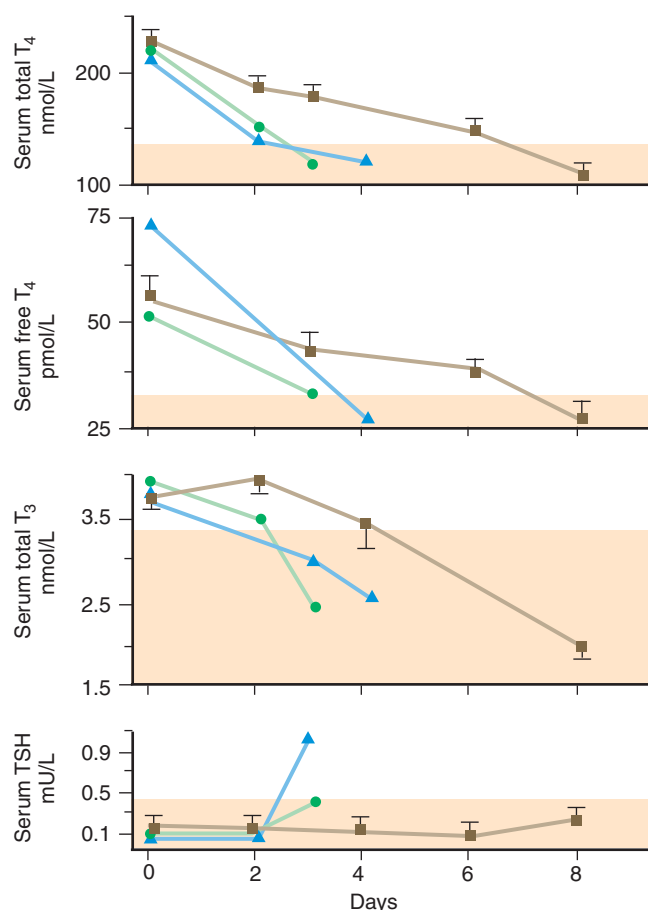 Serum total T4
nmol/L
200
100
Serum free T4
pmol/L
75
50
25
Serum total T3
nmol/L
3.5
2.5
1.5
Serum TSH
mU/L
0.9
0.5
0.1
0 2 4 6 8
Days